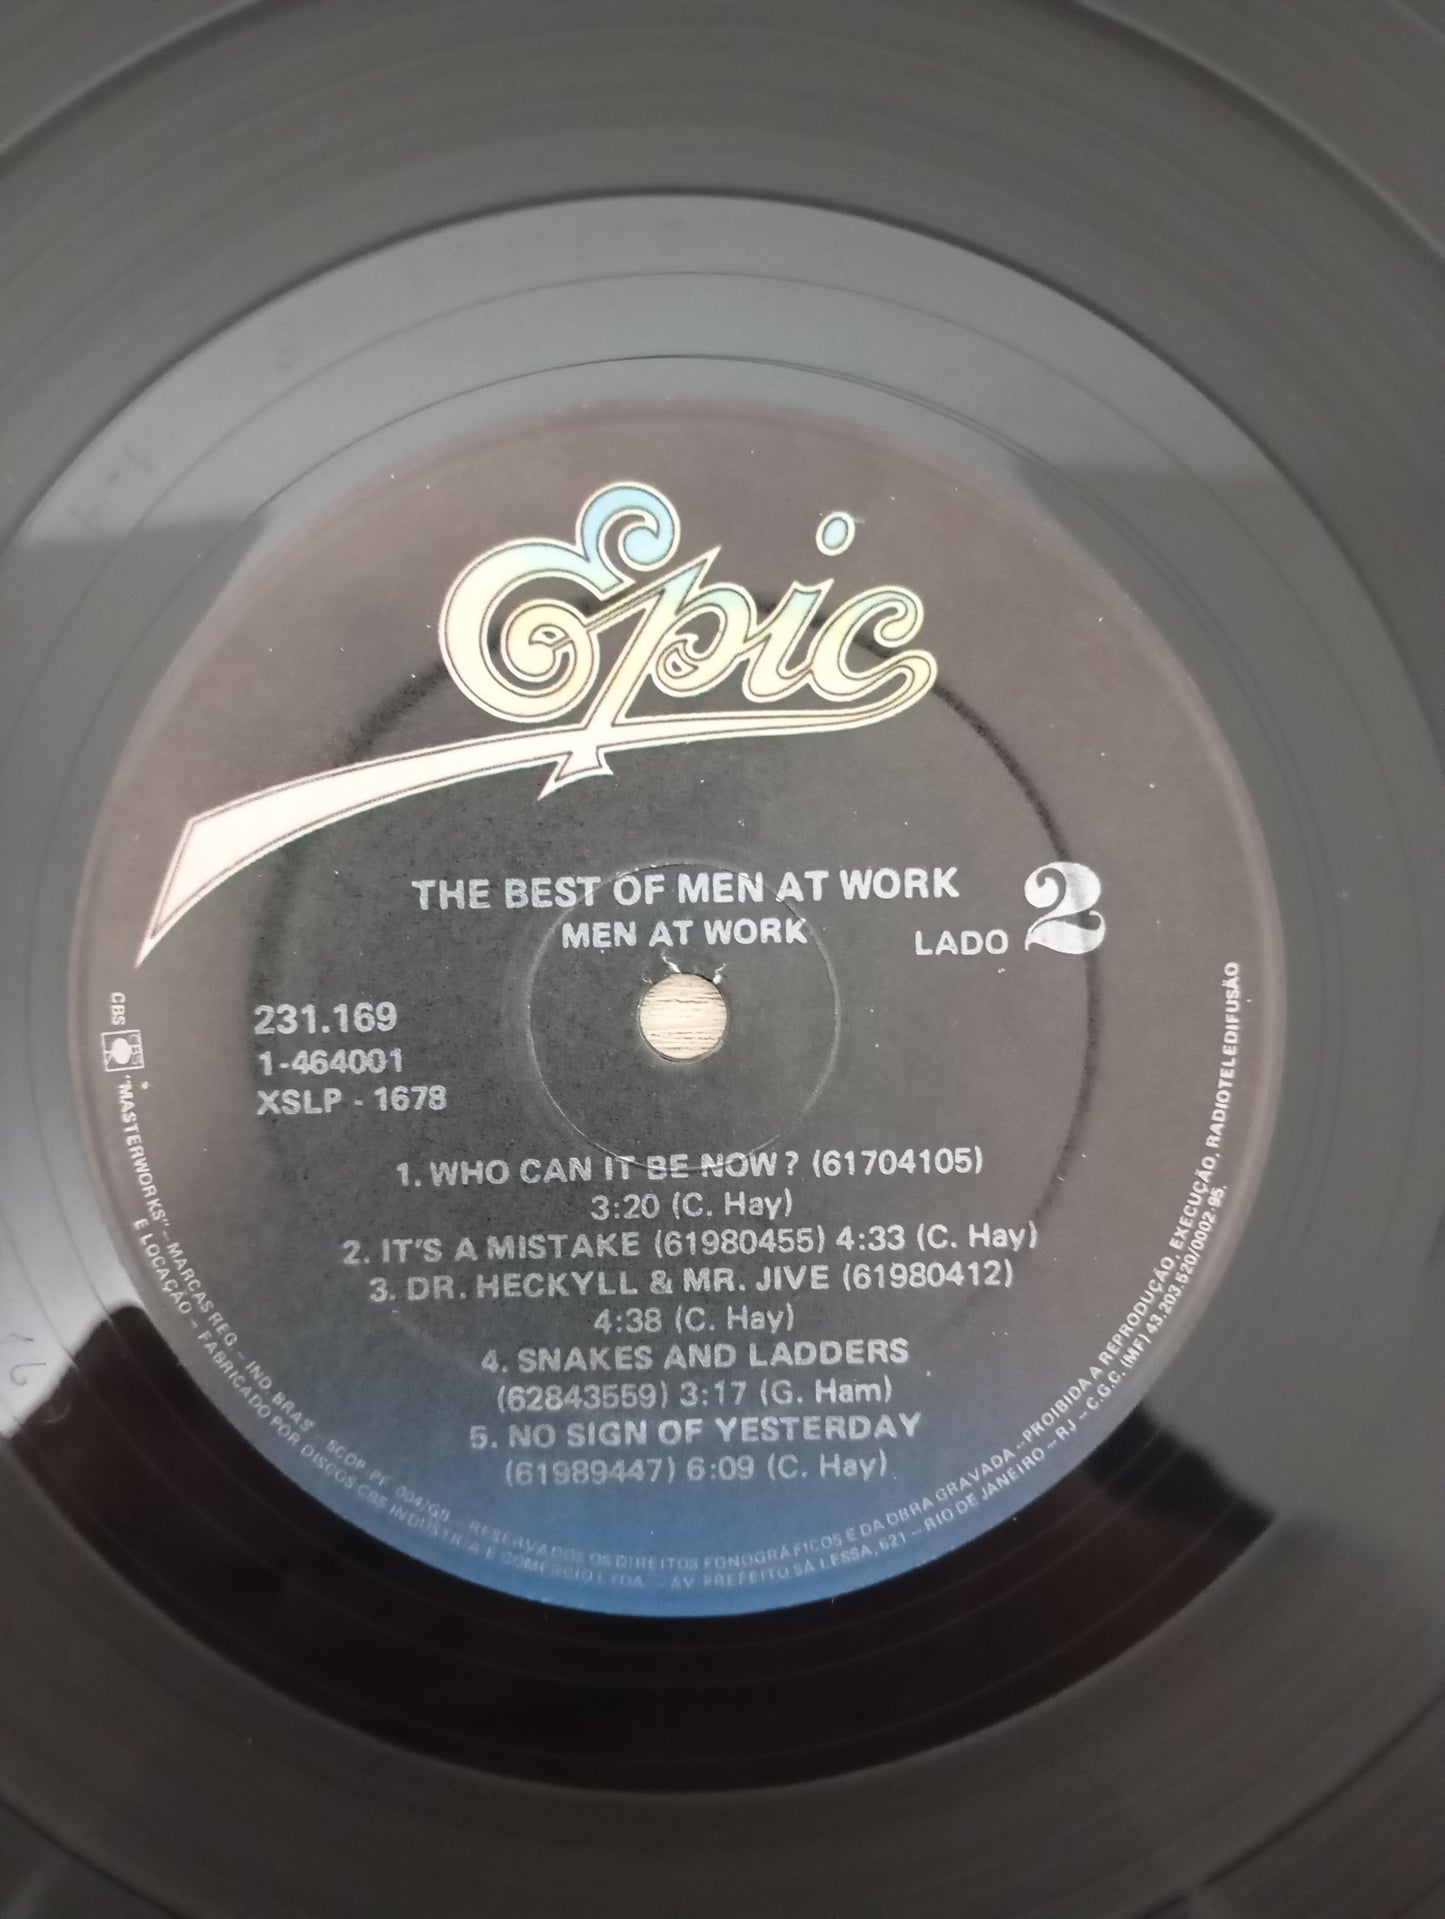 Epic
THE BEST OF MEN AT WORK
MEN AT WORK
LADO 2
231.169
1-464001
XSLP - 1678
1. WHO CAN IT BE NOW? (61704105)
3:20 (C. Hay)
2. IT'S A MISTAKE (61980455) 4:33 (C. Hay)
3. DR. HECKYLL & MR. JIVE (61980412)
4:38 (C. Hay)
4. SNAKES AND LADDERS
(62843559) 3:17 (G. Ham)
5. NO SIGN OF YESTERDAY
(61989447) 6:09 (C. Hay)
CBS "MASTERWORKS" - MARCAS REG. - IND. BRAS. - SCDP-PF 004/GB - RESERVADOS OS DIREITOS FONOGRÁFICOS E DA OBRA GRAVADA - PROIBIDA A REPRODUÇÃO, EXECUÇÃO, RADIOTELEDIFUSÃO
E LOCAÇÃO - FABRICADO POR DISCOS CBS INDÚSTRIA E COMÉRCIO LTDA. AV. PREFEITO SÁ LESSA, 621 - RIO DE JANEIRO - RJ - C.G.C. (MF) 43.203.520/0002-95.